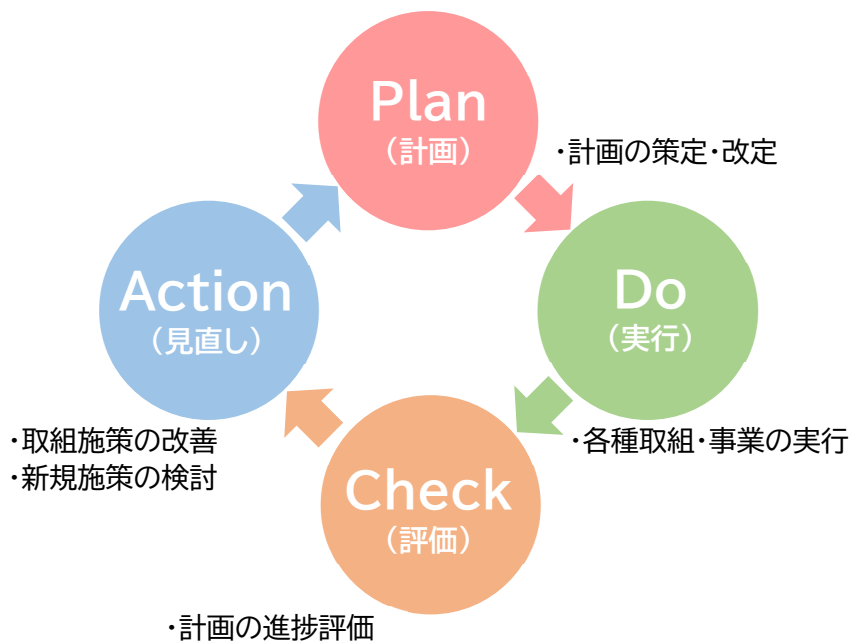 Plan
（計画）
・計画の策定・改定
Do
（実行）
・各種取組・事業の実行
Check
（評価）
・計画の進捗評価
Action
（見直し）
・取組施策の改善
・新規施策の検討